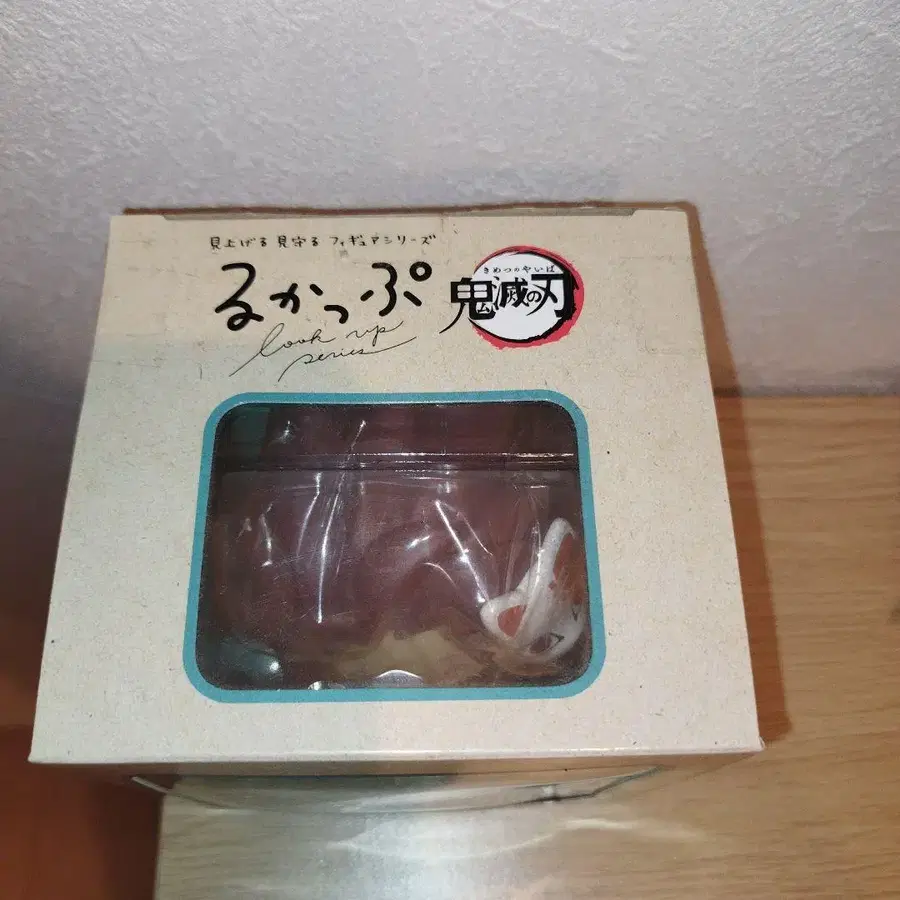 見上げる 見守る フィギュアシリーズ
るかっぷ
look up
series
きめつのやいば
鬼滅の刃